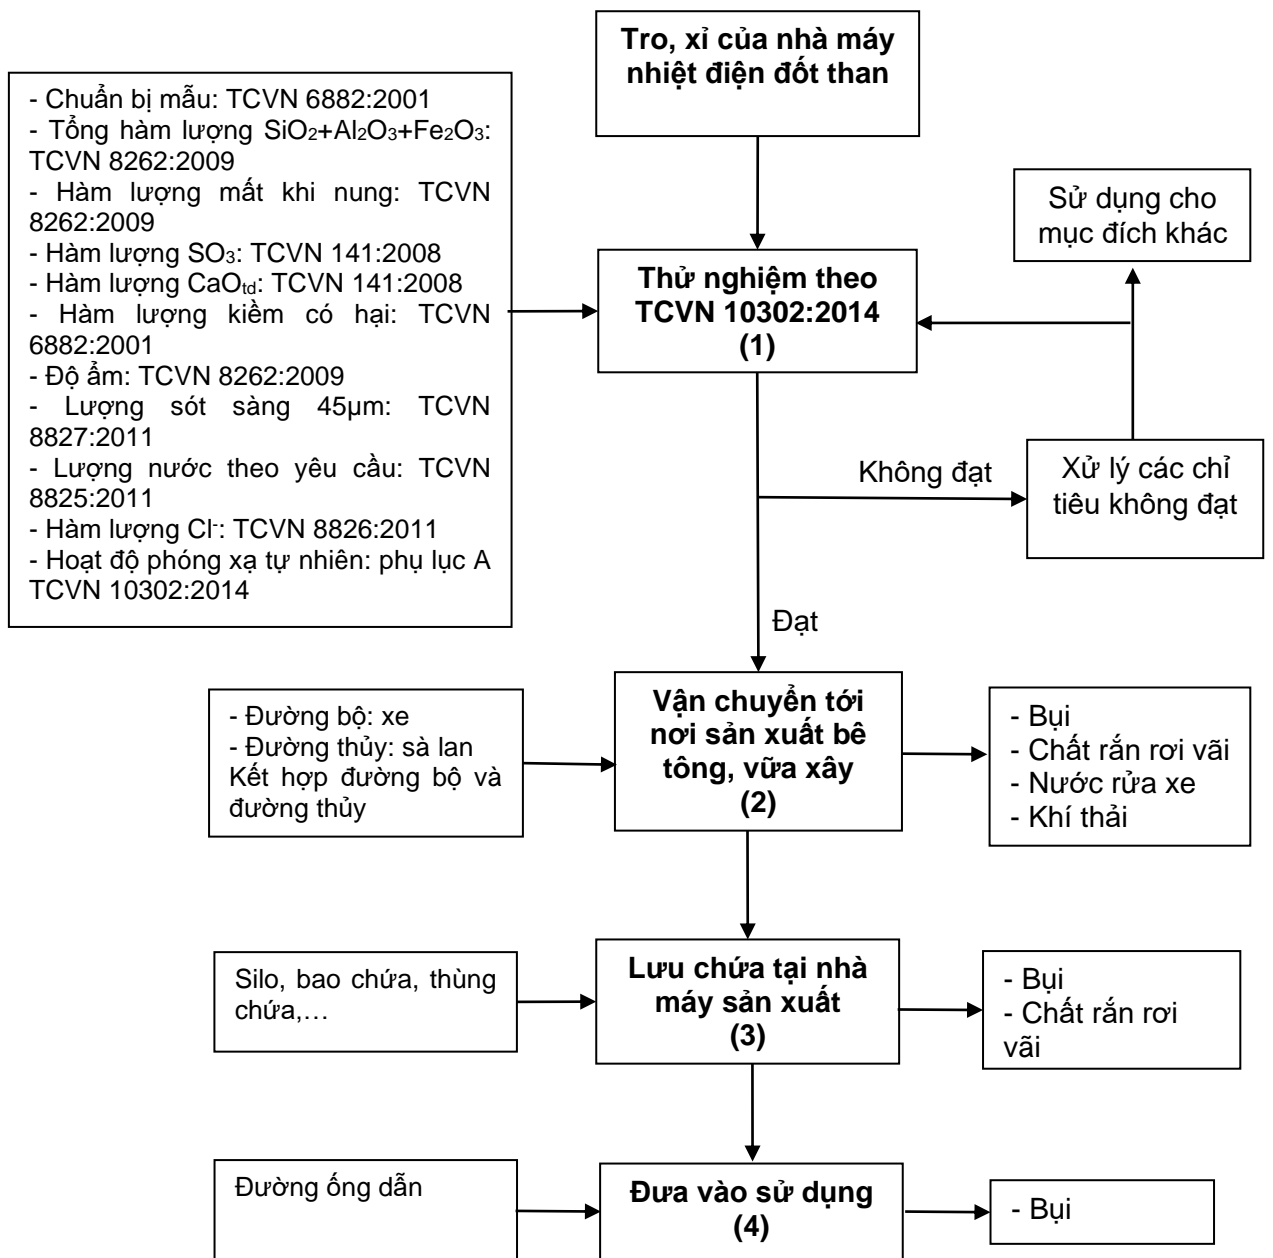 Tro, xỉ của nhà máy
nhiệt điện đốt than
- Chuẩn bị mẫu: TCVN 6882:2001
- Tổng hàm lượng SiO₂+Al₂O₃+Fe₂O₃:
TCVN 8262:2009
- Hàm lượng mất khi nung: TCVN
8262:2009
- Hàm lượng SO₃: TCVN 141:2008
- Hàm lượng CaOtd: TCVN 141:2008
- Hàm lượng kiềm có hại: TCVN
6882:2001
- Độ ẩm: TCVN 8262:2009
- Lượng sót sàng 45µm: TCVN
8827:2011
- Lượng nước theo yêu cầu: TCVN
8825:2011
- Hàm lượng Cl⁻: TCVN 8826:2011
- Hoạt độ phóng xạ tự nhiên: phụ lục A
TCVN 10302:2014
Sử dụng cho
mục đích khác
Thử nghiệm theo
TCVN 10302:2014
(1)
Không đạt
Xử lý các chỉ
tiêu không đạt
Đạt
- Đường bộ: xe
- Đường thủy: sà lan
Kết hợp đường bộ và
đường thủy
Vận chuyển tới
nơi sản xuất bê
tông, vữa xây
(2)
- Bụi
- Chất rắn rơi vãi
- Nước rửa xe
- Khí thải
Silo, bao chứa, thùng
chứa,…
Lưu chứa tại nhà
máy sản xuất
(3)
- Bụi
- Chất rắn rơi
vãi
Đường ống dẫn
Đưa vào sử dụng
(4)
- Bụi